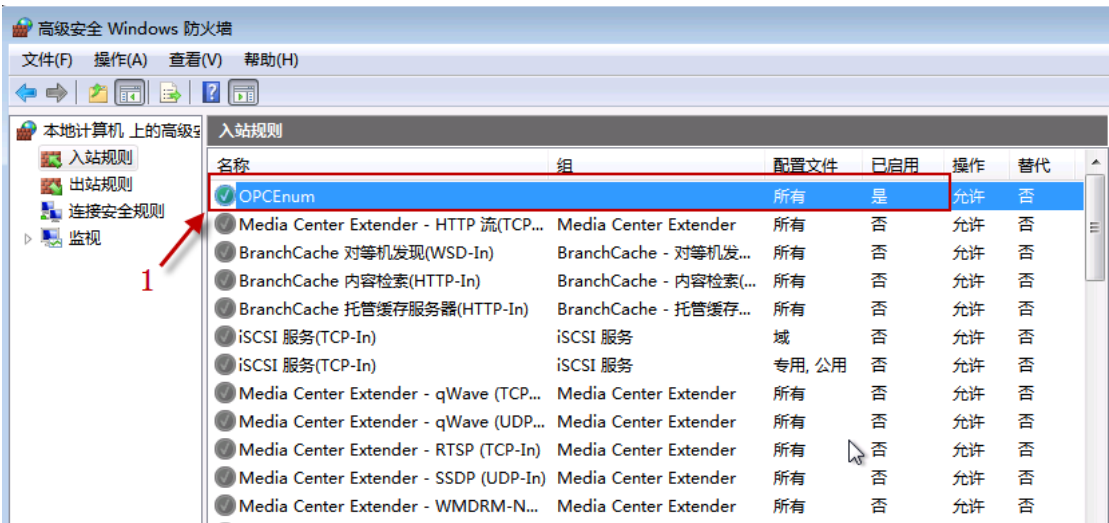 高级安全 Windows 防火墙
文件(F) 操作(A) 查看(V) 帮助(H)
本地计算机 上的高级
入站规则
出站规则
连接安全规则
监视
1
入站规则
名称 组 配置文件 已启用 操作 替代
OPCEnum 所有 是 允许 否
Media Center Extender - HTTP 流(TCP... Media Center Extender 所有 否 允许 否
BranchCache 对等机发现(WSD-In) BranchCache - 对等机发... 所有 否 允许 否
BranchCache 内容检索(HTTP-In) BranchCache - 内容检索(... 所有 否 允许 否
BranchCache 托管缓存服务器(HTTP-In) BranchCache - 托管缓存... 所有 否 允许 否
iSCSI 服务(TCP-In) iSCSI 服务 域 否 允许 否
iSCSI 服务(TCP-In) iSCSI 服务 专用, 公用 否 允许 否
Media Center Extender - qWave (TCP... Media Center Extender 所有 否 允许 否
Media Center Extender - qWave (UDP... Media Center Extender 所有 否 允许 否
Media Center Extender - RTSP (TCP-In) Media Center Extender 所有 否 允许 否
Media Center Extender - SSDP (UDP-In) Media Center Extender 所有 否 允许 否
Media Center Extender - WMDRM-N... Media Center Extender 所有 否 允许 否